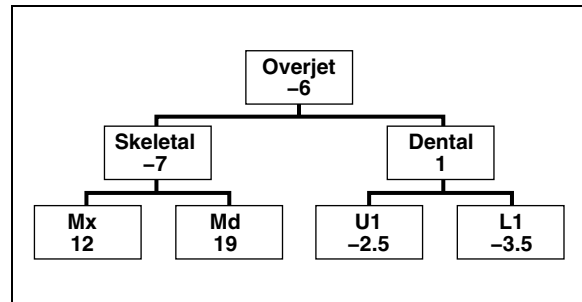 Overjet
–6
Skeletal
–7
Dental
1
Mx
12
Md
19
U1
–2.5
L1
–3.5